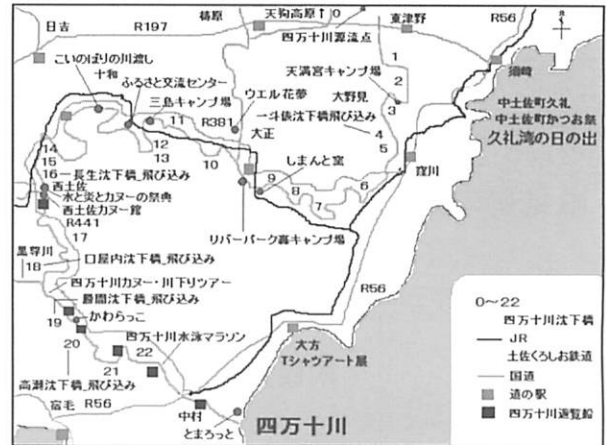 梼原
天狗高原↑
0
東津野
R56
日吉
R197
四万十川源流点
こいのぼりの川渡し
十和
ふるさと交流センター
三島キャンプ場
11
R381
ウエル花夢
大正
天満宮キャンプ場
大野見
一斗俵沈下橋飛び込み
1
2
3
4
5
須崎
中土佐町久礼
中土佐町かつお祭
久礼湾の日の出
12
13
10
しまんと窯
9
8
7
6
窪川
14
15
16
長生沈下橋_飛び込み
西土佐
水と炎とカヌーの祭典
西土佐カヌー館
R441
17
リバーパーク轟キャンプ場
黒尊川
18
口屋内沈下橋_飛び込み
四万十川カヌー・川下りツアー
勝間沈下橋_飛び込み
19
かわらっこ
20
四万十川水泳マラソン
21
22
高瀬沈下橋_飛び込み
宿毛
R56
中村
とまろっと
四万十川
R56
大方
Tシャツアート展
0～22
四万十川沈下橋
JR
土佐くろしお鉄道
国道
道の駅
四万十川遊覧船